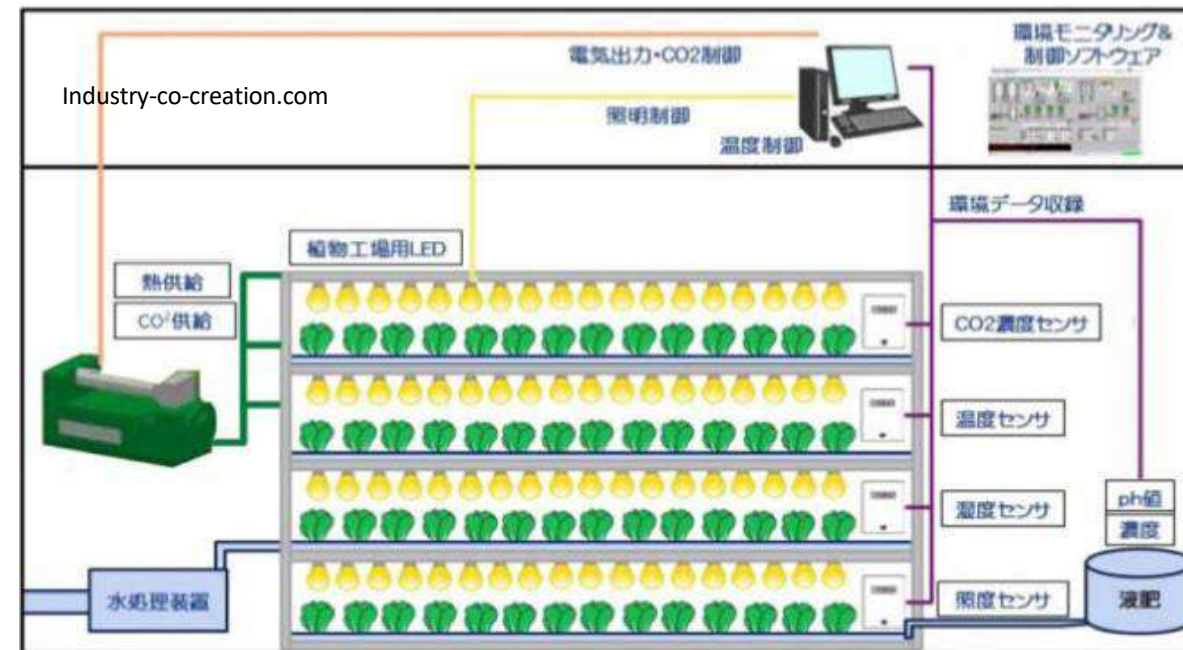 環境モニタリング&
制御ソフトウェア
電気出力・CO2制御
Industry-co-creation.com
照明制御
温度制御
環境データ収録
植物工場用LED
熱供給
CO²供給
CO2濃度センサ
温度センサ
湿度センサ
ph値
濃度
水処理装置
照度センサ
液肥